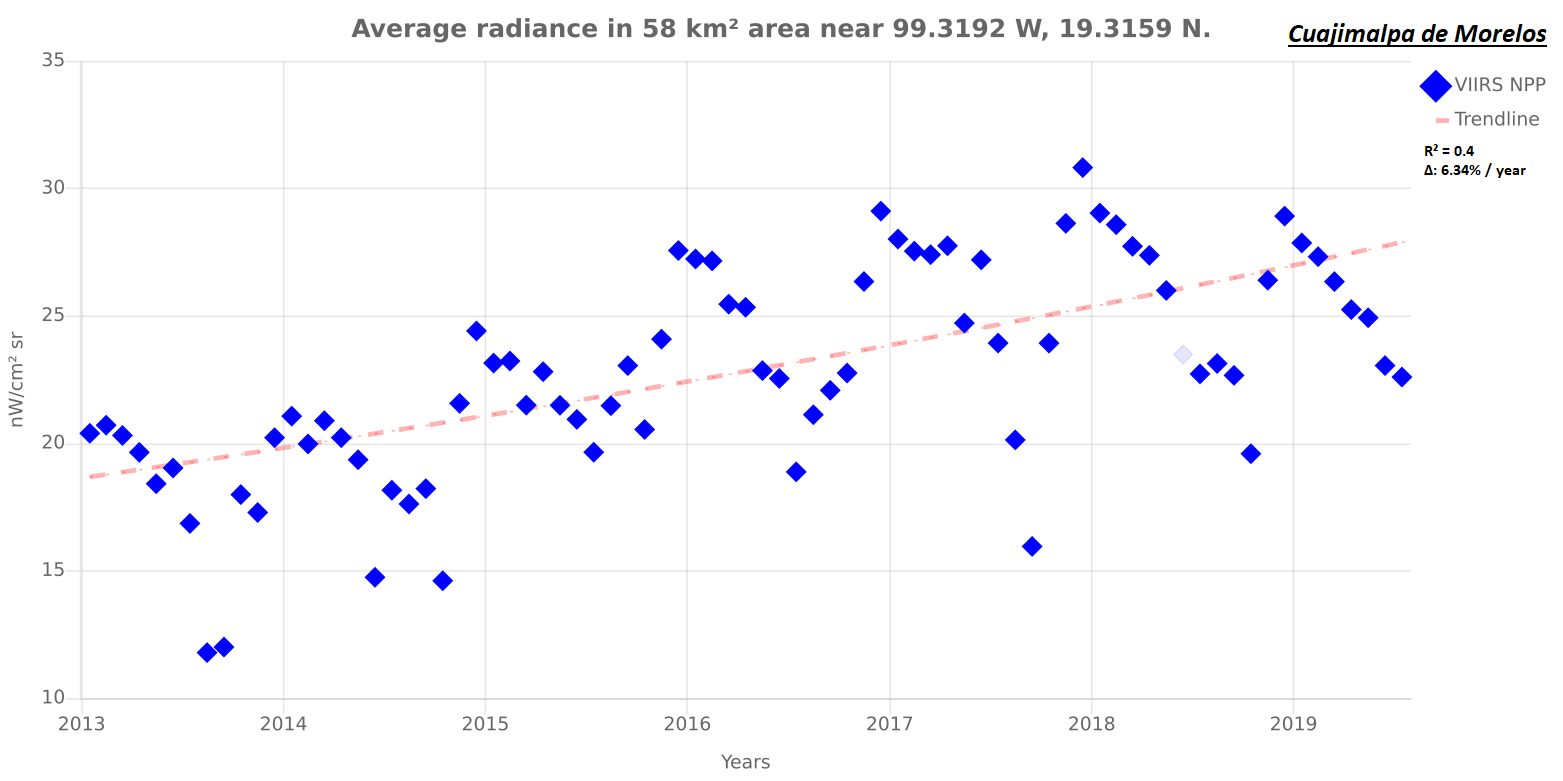 Average radiance in 58 km² area near 99.3192 W, 19.3159 N.
Cuajimalpa de Morelos
VIIRS NPP
Trendline
R² = 0.4
Δ: 6.34% / year
nW/cm² sr
35
30
25
20
15
10
2013 2014 2015 2016 2017 2018 2019
Years